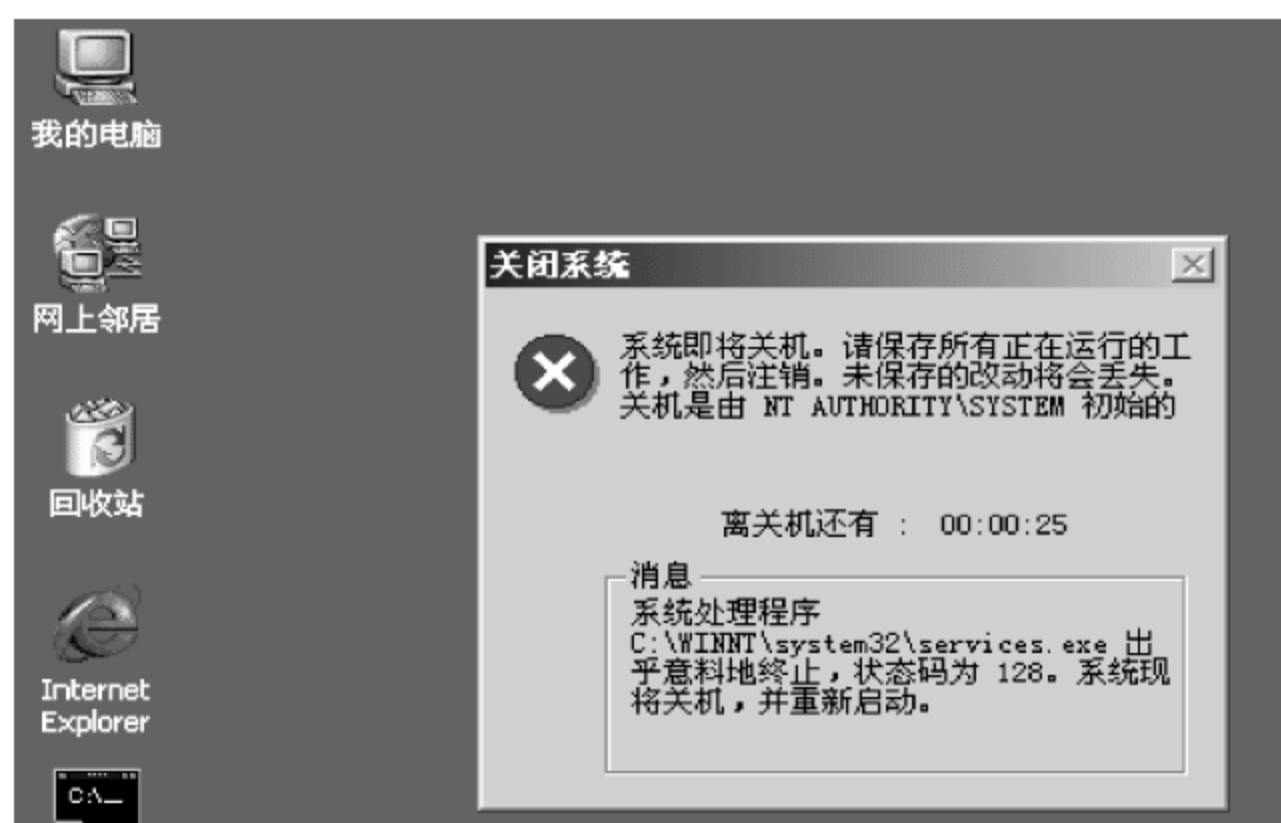 我的电脑
网上邻居
回收站
Internet
Explorer
C:\_
关闭系统
系统即将关机。请保存所有正在运行的工
作，然后注销。未保存的改动将会丢失。
关机是由 NT AUTHORITY\SYSTEM 初始的
离关机还有 : 00:00:25
消息
系统处理程序
C:\WINNT\system32\services.exe 出
乎意料地终止，状态码为 128。系统现
将关机，并重新启动。